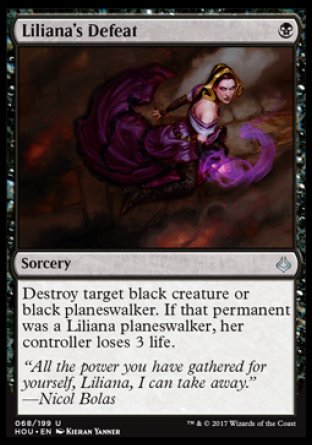 Liliana's Defeat
Sorcery
Destroy target black creature or
black planeswalker. If that permanent
was a Liliana planeswalker, her
controller loses 3 life.
"All the power you have gathered for
yourself, Liliana, I can take away."
—Nicol Bolas
068/199 U
HOU • EN Kieran Yanner
™ & © 2017 Wizards of the Coast